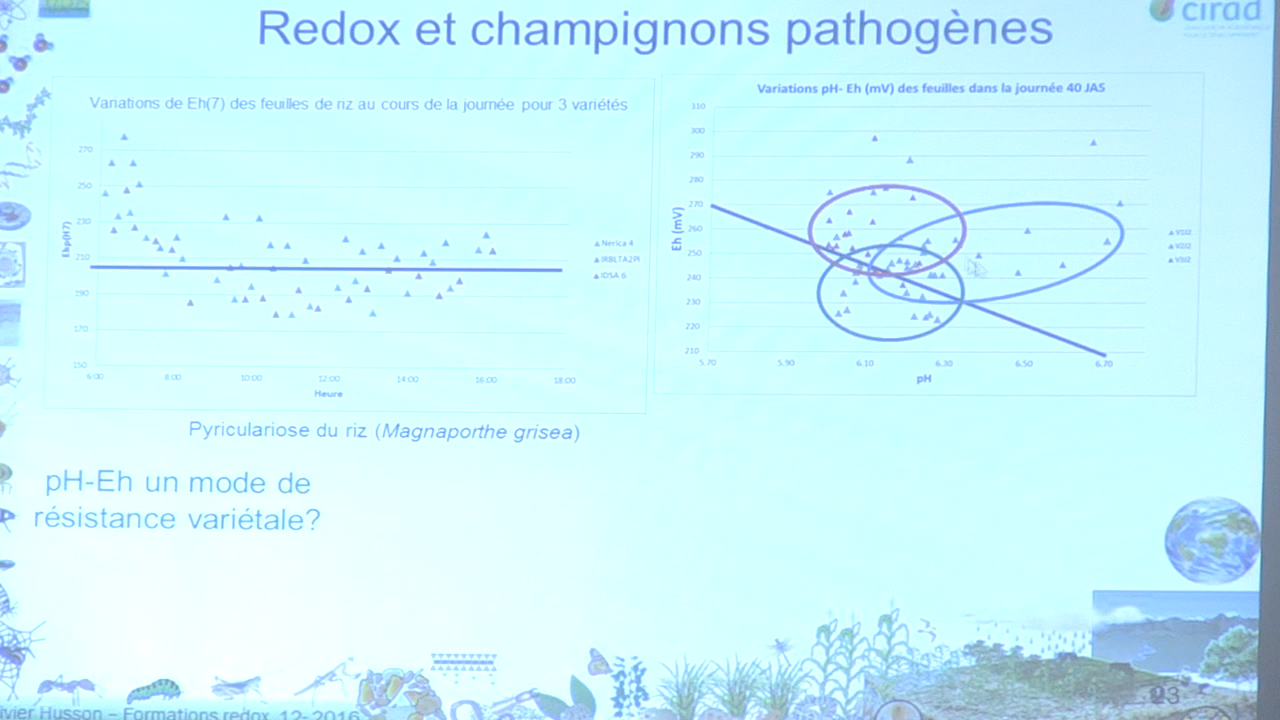 Redox et champignons pathogènes
cirad
Variations de Eh(7) des feuilles de riz au cours de la journée pour 3 variétés
270
250
230
210
190
170
150
6:00
8:00
10:00
12:00
14:00
16:00
18:00
Heure
Nerica 4
IDSA 6
Variations pH- Eh (mV) des feuilles dans la journée 40 JAS
Eh (mV)
310
300
290
280
270
260
250
240
230
220
210
5.70
5.90
6.10
6.30
6.50
6.70
pH
Pyriculariose du riz (Magnaporthe grisea)
pH-Eh un mode de
résistance variétale?
ivier Husson – Formations redox, 12- 2016